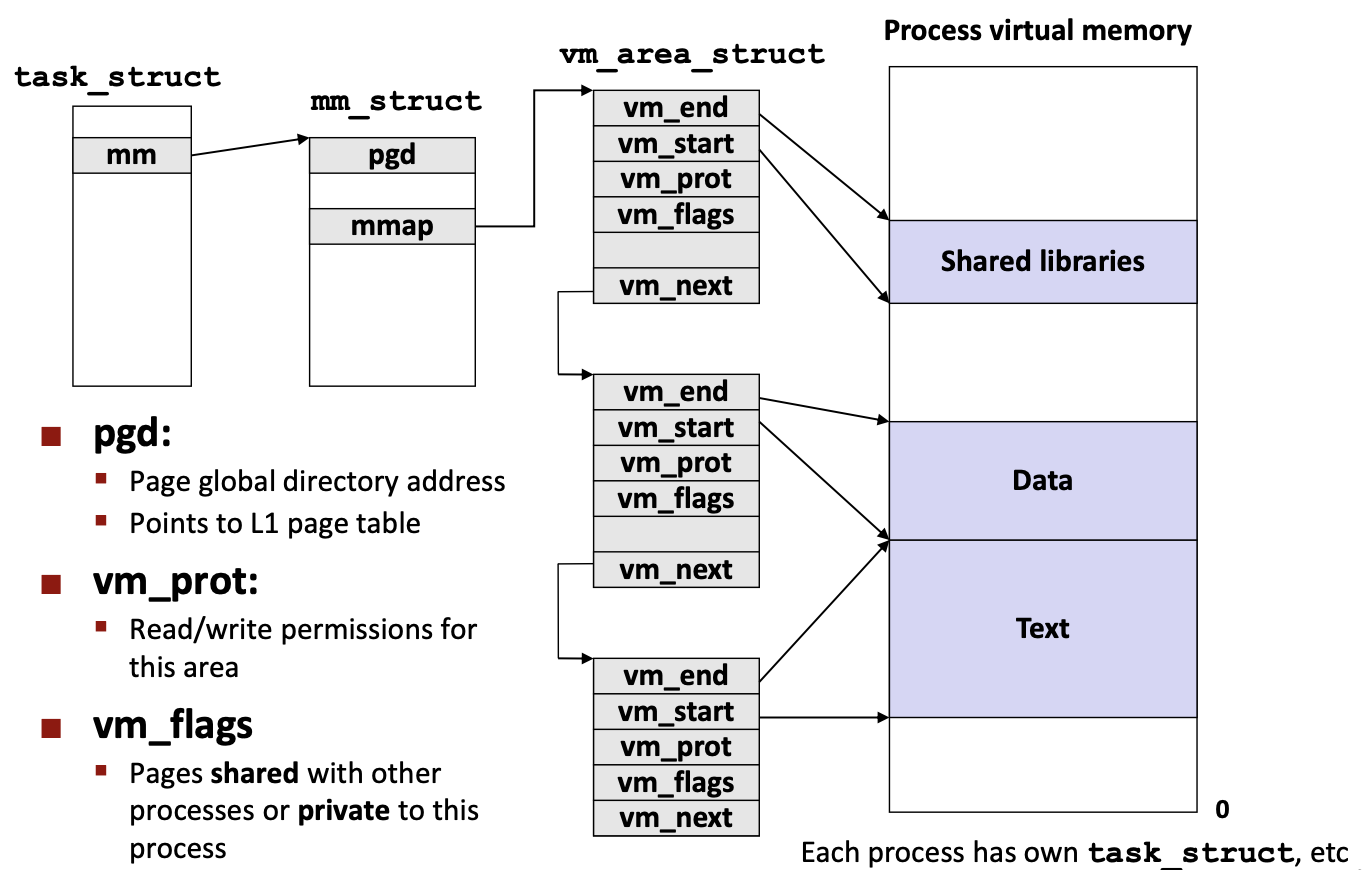 Process virtual memory
vm_area_struct
task_struct
mm_struct
mm
pgd
mmap
vm_end
vm_start
vm_prot
vm_flags
vm_next
vm_end
vm_start
vm_prot
vm_flags
vm_next
vm_end
vm_start
vm_prot
vm_flags
vm_next
Shared libraries
Data
Text
0
pgd:
Page global directory address
Points to L1 page table
vm_prot:
Read/write permissions for
this area
vm_flags
Pages shared with other
processes or private to this
process
Each process has own task_struct, etc